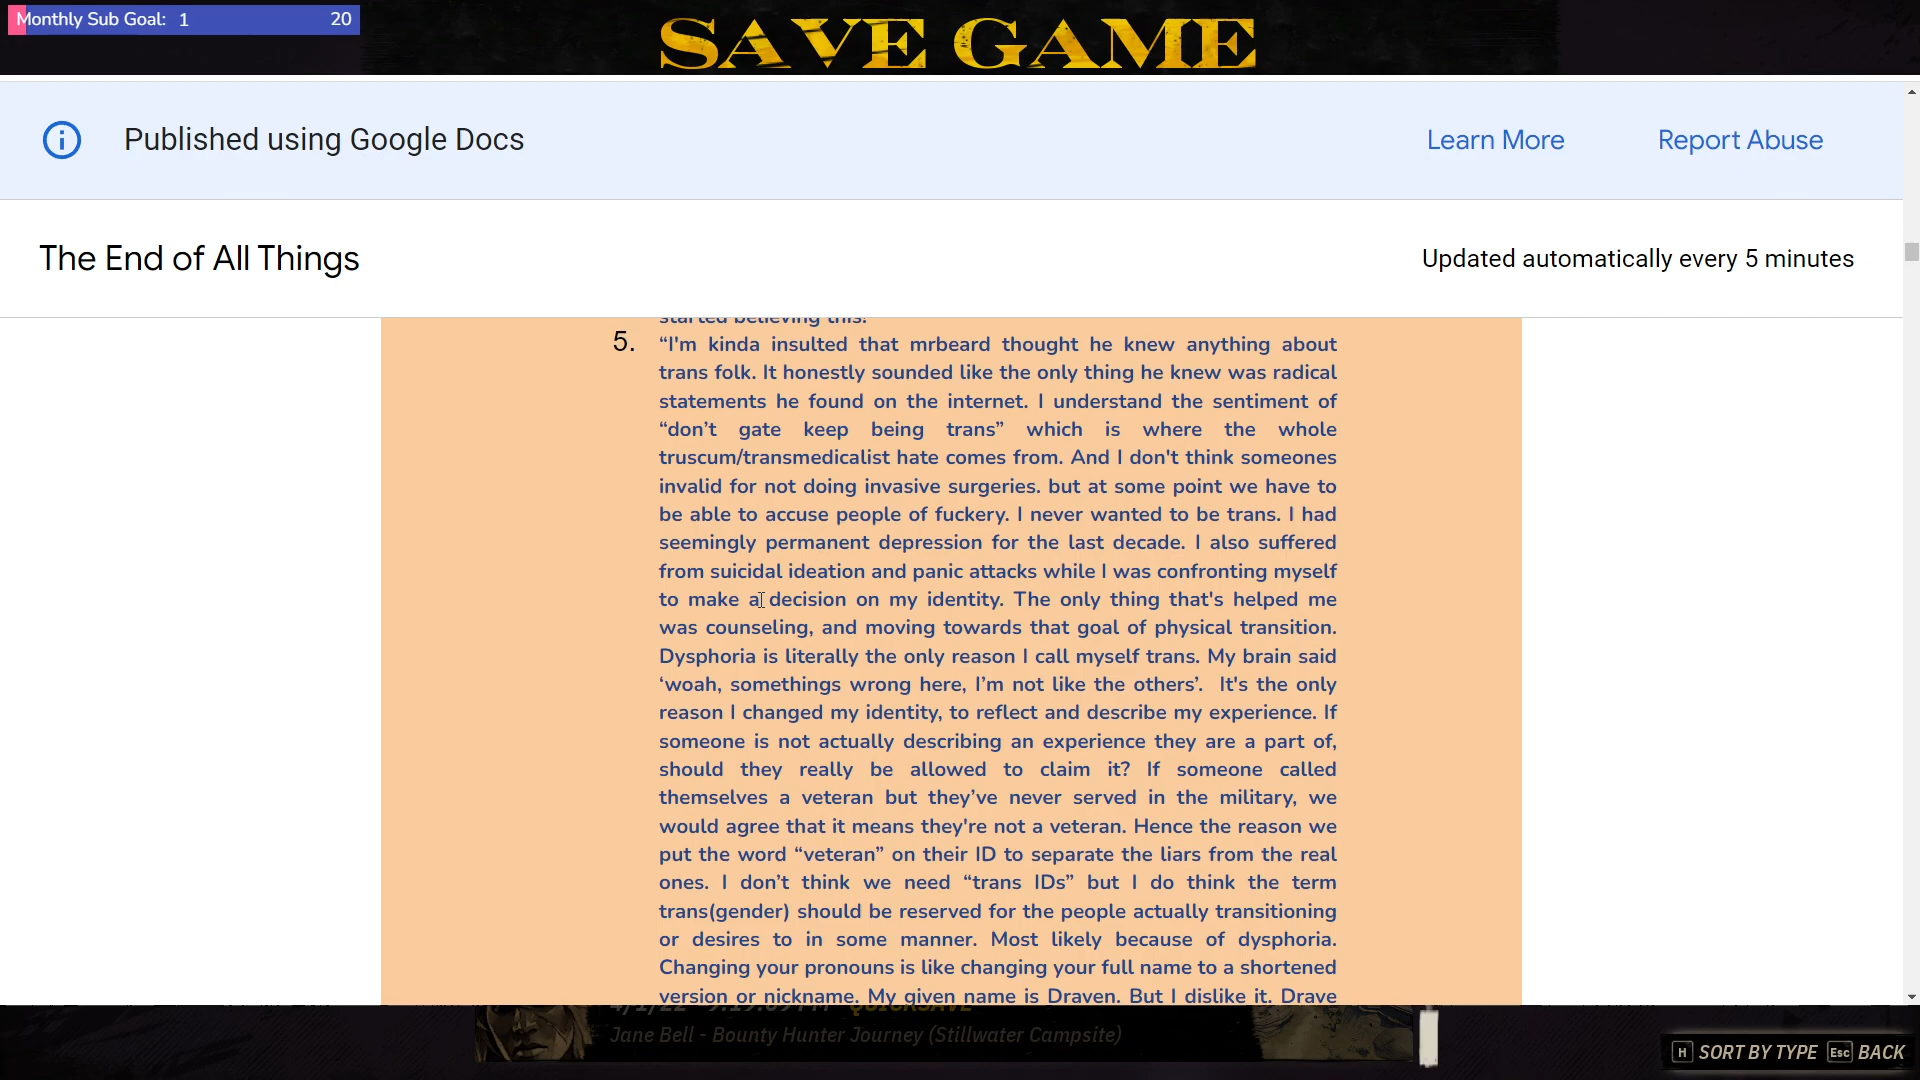 Monthly Sub Goal: 1 20
SAVE GAME
Published using Google Docs
Learn More
Report Abuse
The End of All Things
Updated automatically every 5 minutes
started believing this!
5. “I'm kinda insulted that mrbeard thought he knew anything about
trans folk. It honestly sounded like the only thing he knew was radical
statements he found on the internet. I understand the sentiment of
“don’t gate keep being trans” which is where the whole
truscum/transmedicalist hate comes from. And I don't think someones
invalid for not doing invasive surgeries. but at some point we have to
be able to accuse people of fuckery. I never wanted to be trans. I had
seemingly permanent depression for the last decade. I also suffered
from suicidal ideation and panic attacks while I was confronting myself
to make a decision on my identity. The only thing that's helped me
was counseling, and moving towards that goal of physical transition.
Dysphoria is literally the only reason I call myself trans. My brain said
‘woah, somethings wrong here, I’m not like the others’. It's the only
reason I changed my identity, to reflect and describe my experience. If
someone is not actually describing an experience they are a part of,
should they really be allowed to claim it? If someone called
themselves a veteran but they’ve never served in the military, we
would agree that it means they're not a veteran. Hence the reason we
put the word “veteran” on their ID to separate the liars from the real
ones. I don’t think we need “trans IDs” but I do think the term
trans(gender) should be reserved for the people actually transitioning
or desires to in some manner. Most likely because of dysphoria.
Changing your pronouns is like changing your full name to a shortened
version or nickname. My given name is Draven. But I dislike it. Drave
QUICKSAVE
Jane Bell - Bounty Hunter Journey (Stillwater Campsite)
H SORT BY TYPE Esc BACK